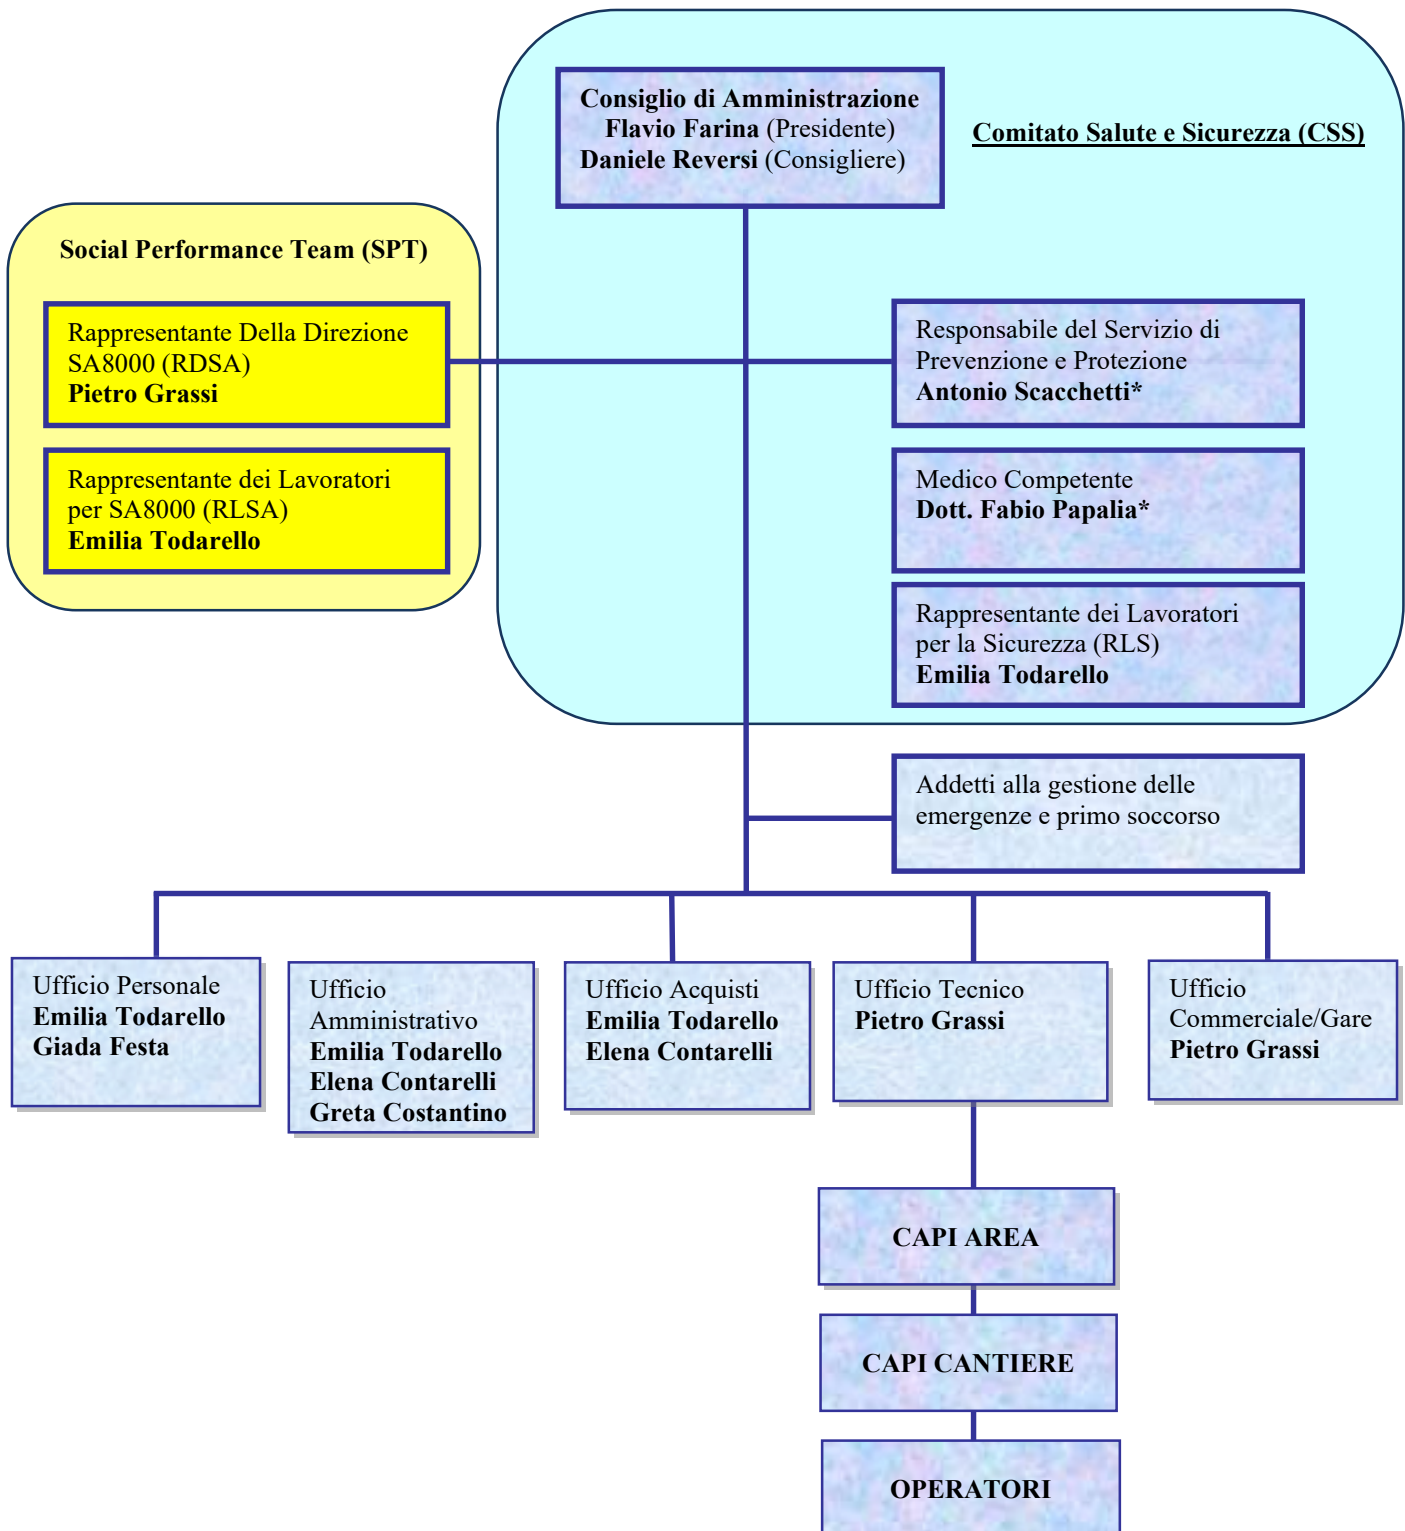 Consiglio di Amministrazione
Flavio Farina (Presidente)
Daniele Reversi (Consigliere)
Comitato Salute e Sicurezza (CSS)
Social Performance Team (SPT)
Rappresentante Della Direzione
SA8000 (RDSA)
Pietro Grassi
Rappresentante dei Lavoratori
per SA8000 (RLSA)
Emilia Todarello
Responsabile del Servizio di
Prevenzione e Protezione
Antonio Scacchetti*
Medico Competente
Dott. Fabio Papalia*
Rappresentante dei Lavoratori
per la Sicurezza (RLS)
Emilia Todarello
Addetti alla gestione delle
emergenze e primo soccorso
Ufficio Personale
Emilia Todarello
Giada Festa
Ufficio
Amministrativo
Emilia Todarello
Elena Contarelli
Greta Costantino
Ufficio Acquisti
Emilia Todarello
Elena Contarelli
Ufficio Tecnico
Pietro Grassi
Ufficio
Commerciale/Gare
Pietro Grassi
CAPI AREA
CAPI CANTIERE
OPERATORI